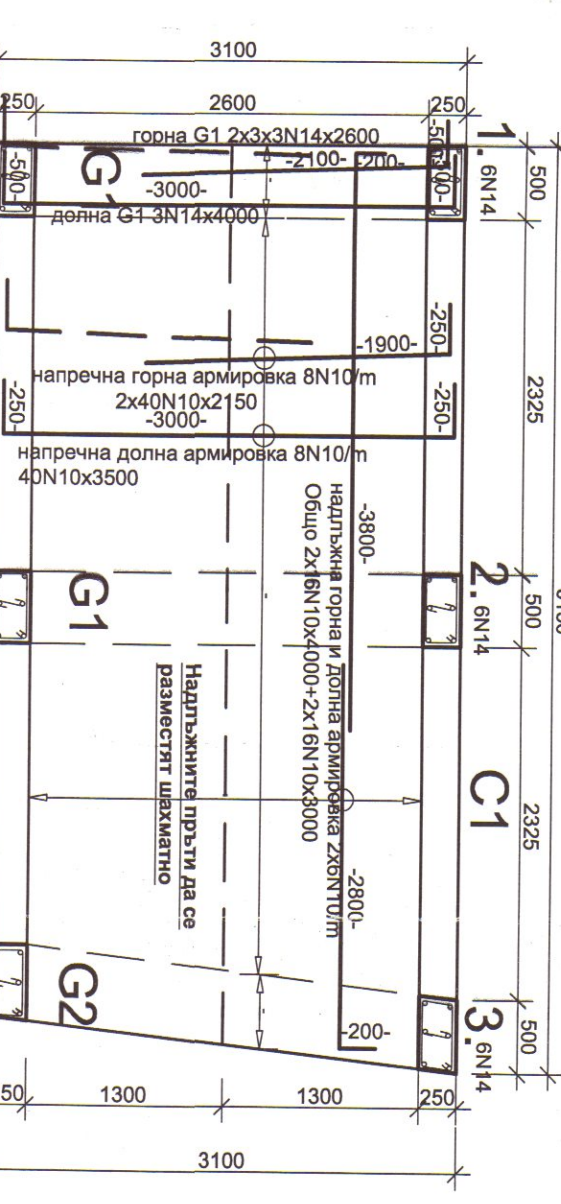 3100
250
2600
250
горна G1 2x3x3N14x2600
-2100-
-200-
-500-
-500-
-500-
1.
6N14
500
G1
-3000-
долна G1 3N14x4000
2325
-1900-
-250-
напречна горна армировка 8N10/m
2x40N10x2150
-3000-
-250-
-250-
напречна долна армировка 8N10/m
40N10x3500
-3800-
надлъжна горна и долна армировка 2x6N10/m
Общо 2x16N10x4000+2x16N10x3000
G1
2.
6N14
500
Надлъжните пръти да се
разместят шахматно
C1
2325
-2800-
G2
3.
6N14
500
-200-
50
1300
1300
250
3100